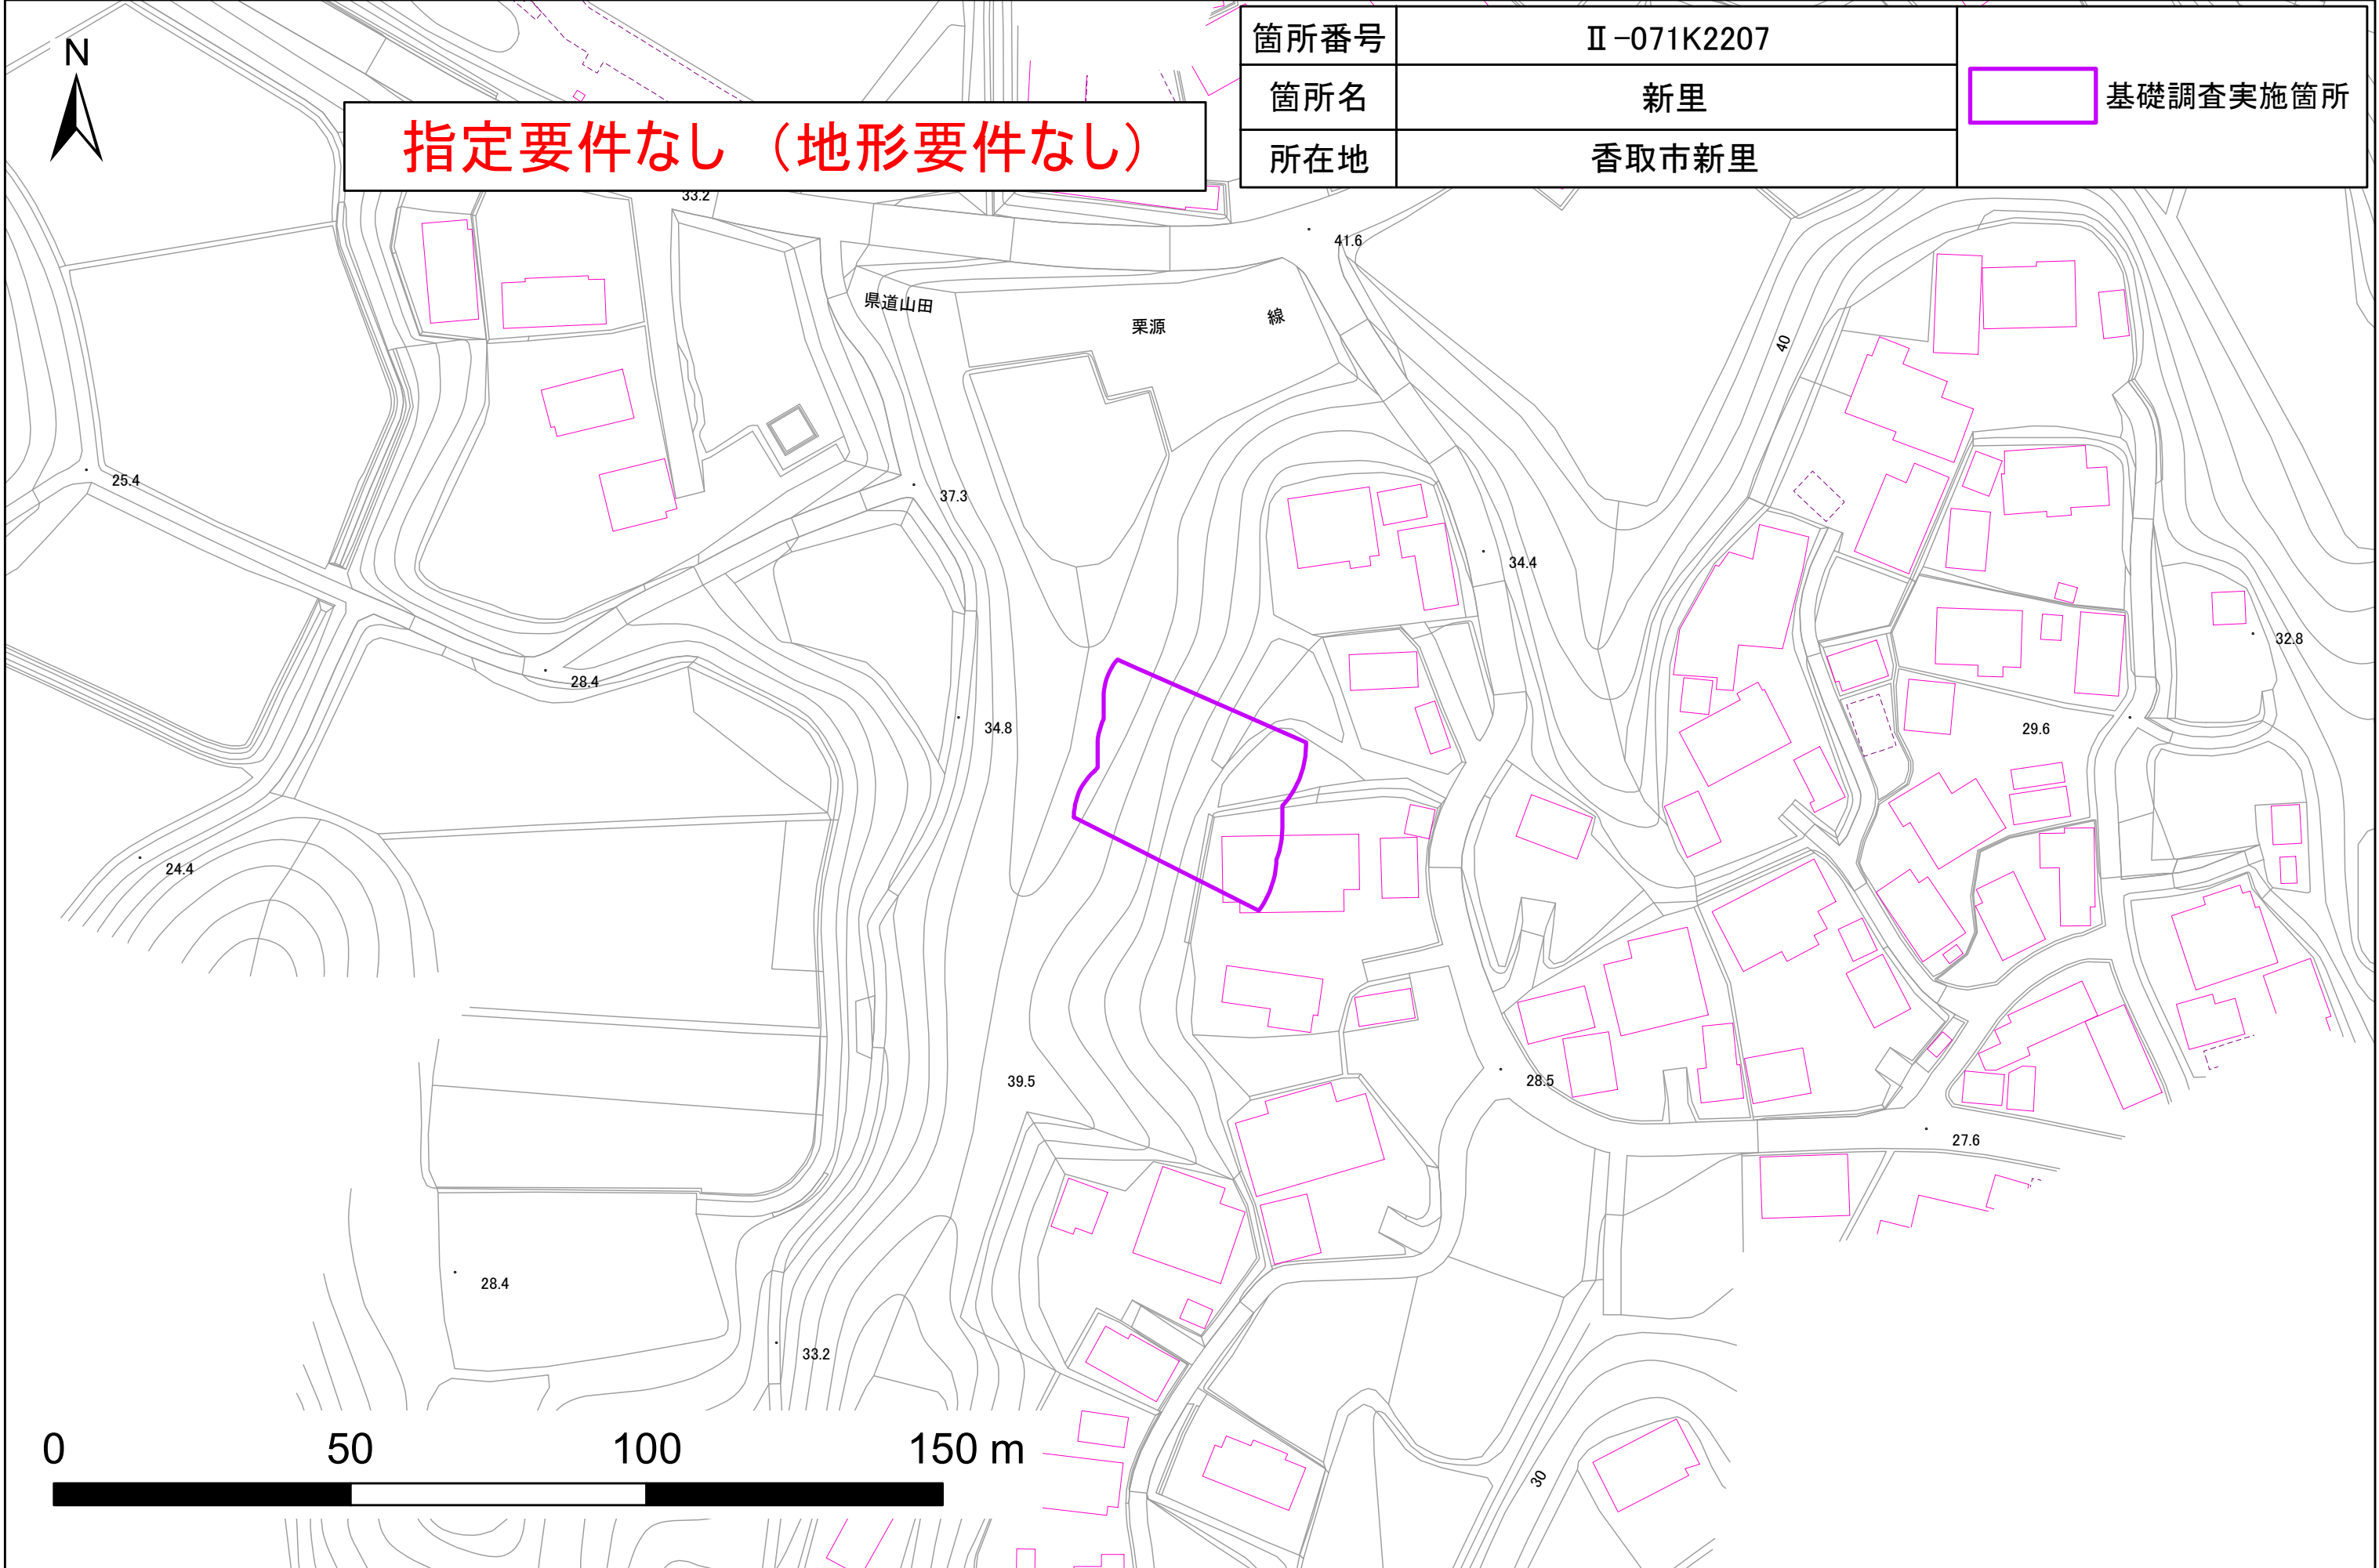 N
指定要件なし（地形要件なし）
箇所番号 Ⅱ-071K2207
箇所名 新里
所在地 香取市新里
基礎調査実施箇所
33.2
41.6
県道山田
栗源
線
40
25.4
37.3
34.4
32.8
28.4
34.8
29.6
24.4
39.5
28.5
27.6
28.4
33.2
30
0 50 100 150 m